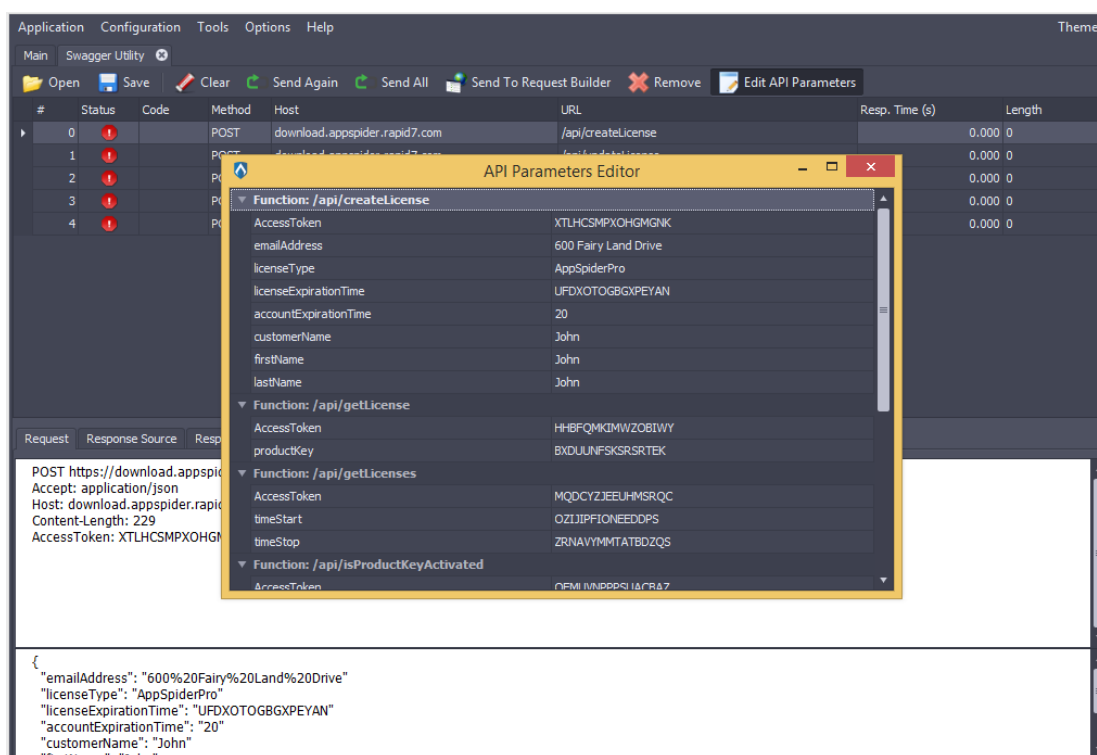 Application Configuration Tools Options Help Theme
Main Swagger Utility
Open Save Clear Send Again Send All Send To Request Builder Remove Edit API Parameters
# Status Code Method Host URL Resp. Time (s) Length
0 POST download.appspider.rapid7.com /api/createLicense 0.000 0
1 0.000 0
2 0.000 0
3 0.000 0
4 0.000 0
API Parameters Editor
Function: /api/createLicense
AccessToken XTLHCSMPXOHGMGNK
emailAddress 600 Fairy Land Drive
licenseType AppSpiderPro
licenseExpirationTime UFDXOTOGBGXPEYAN
accountExpirationTime 20
customerName John
firstName John
lastName John
Function: /api/getLicense
AccessToken HHBFQMKIMWZOBIWY
productKey BXDUUNFSKSRSRTEK
Function: /api/getLicenses
AccessToken MQDCYZJEEUHMSRQC
timeStart OZIJIPFIONEEDDPS
timeStop ZRNAVYMMTATBDZQS
Function: /api/isProductKeyActivated
AccessToken
Request Response Source Resp
POST https://download.appspid
Accept: application/json
Host: download.appspider.rapid
Content-Length: 229
AccessToken: XTLHCSMPXOHGM
{
"emailAddress": "600%20Fairy%20Land%20Drive"
"licenseType": "AppSpiderPro"
"licenseExpirationTime": "UFDXOTOGBGXPEYAN"
"accountExpirationTime": "20"
"customerName": "John"